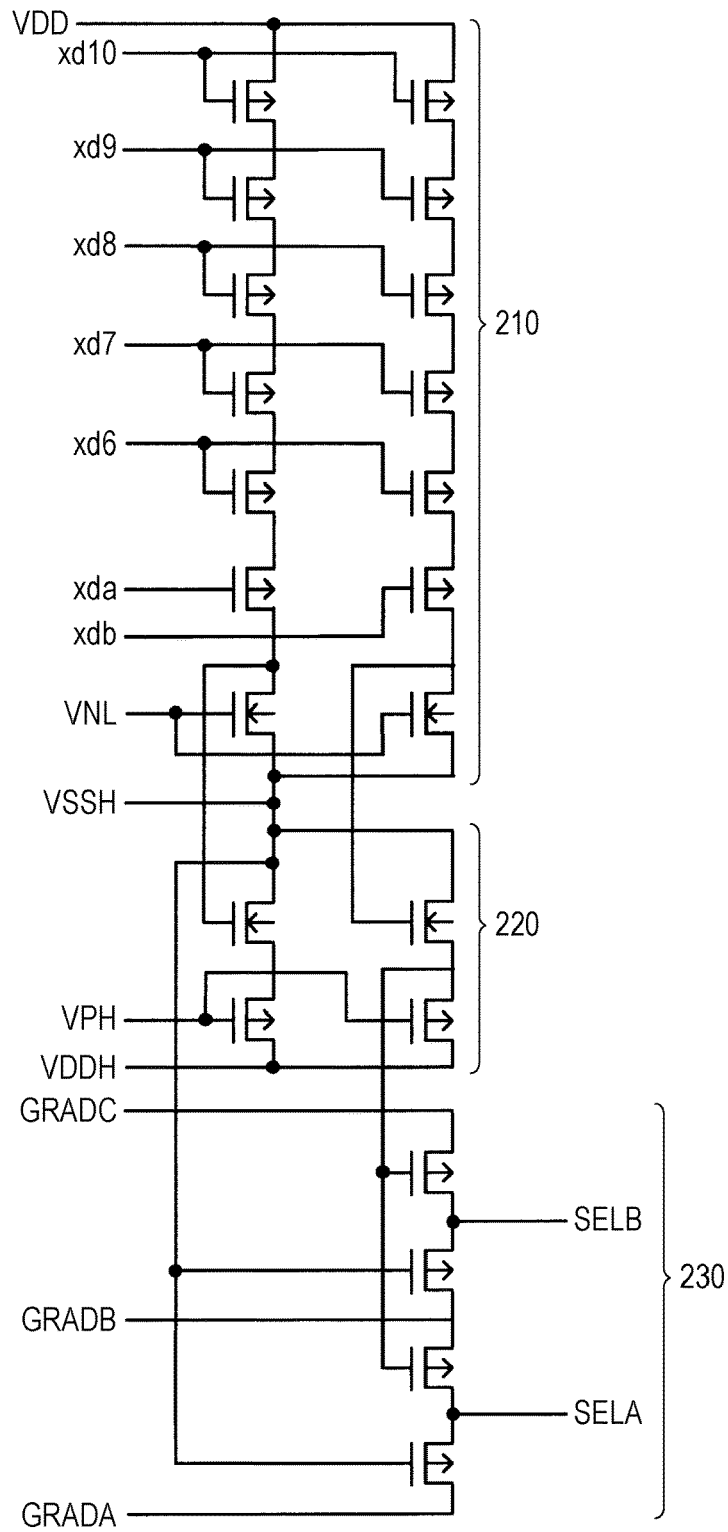 VDD
xd10
xd9
xd8
210
xd7
xd6
xda
xdb
VNL
VSSH
220
VPH
VDDH
GRADC
SELB
230
GRADB
SELA
GRADA